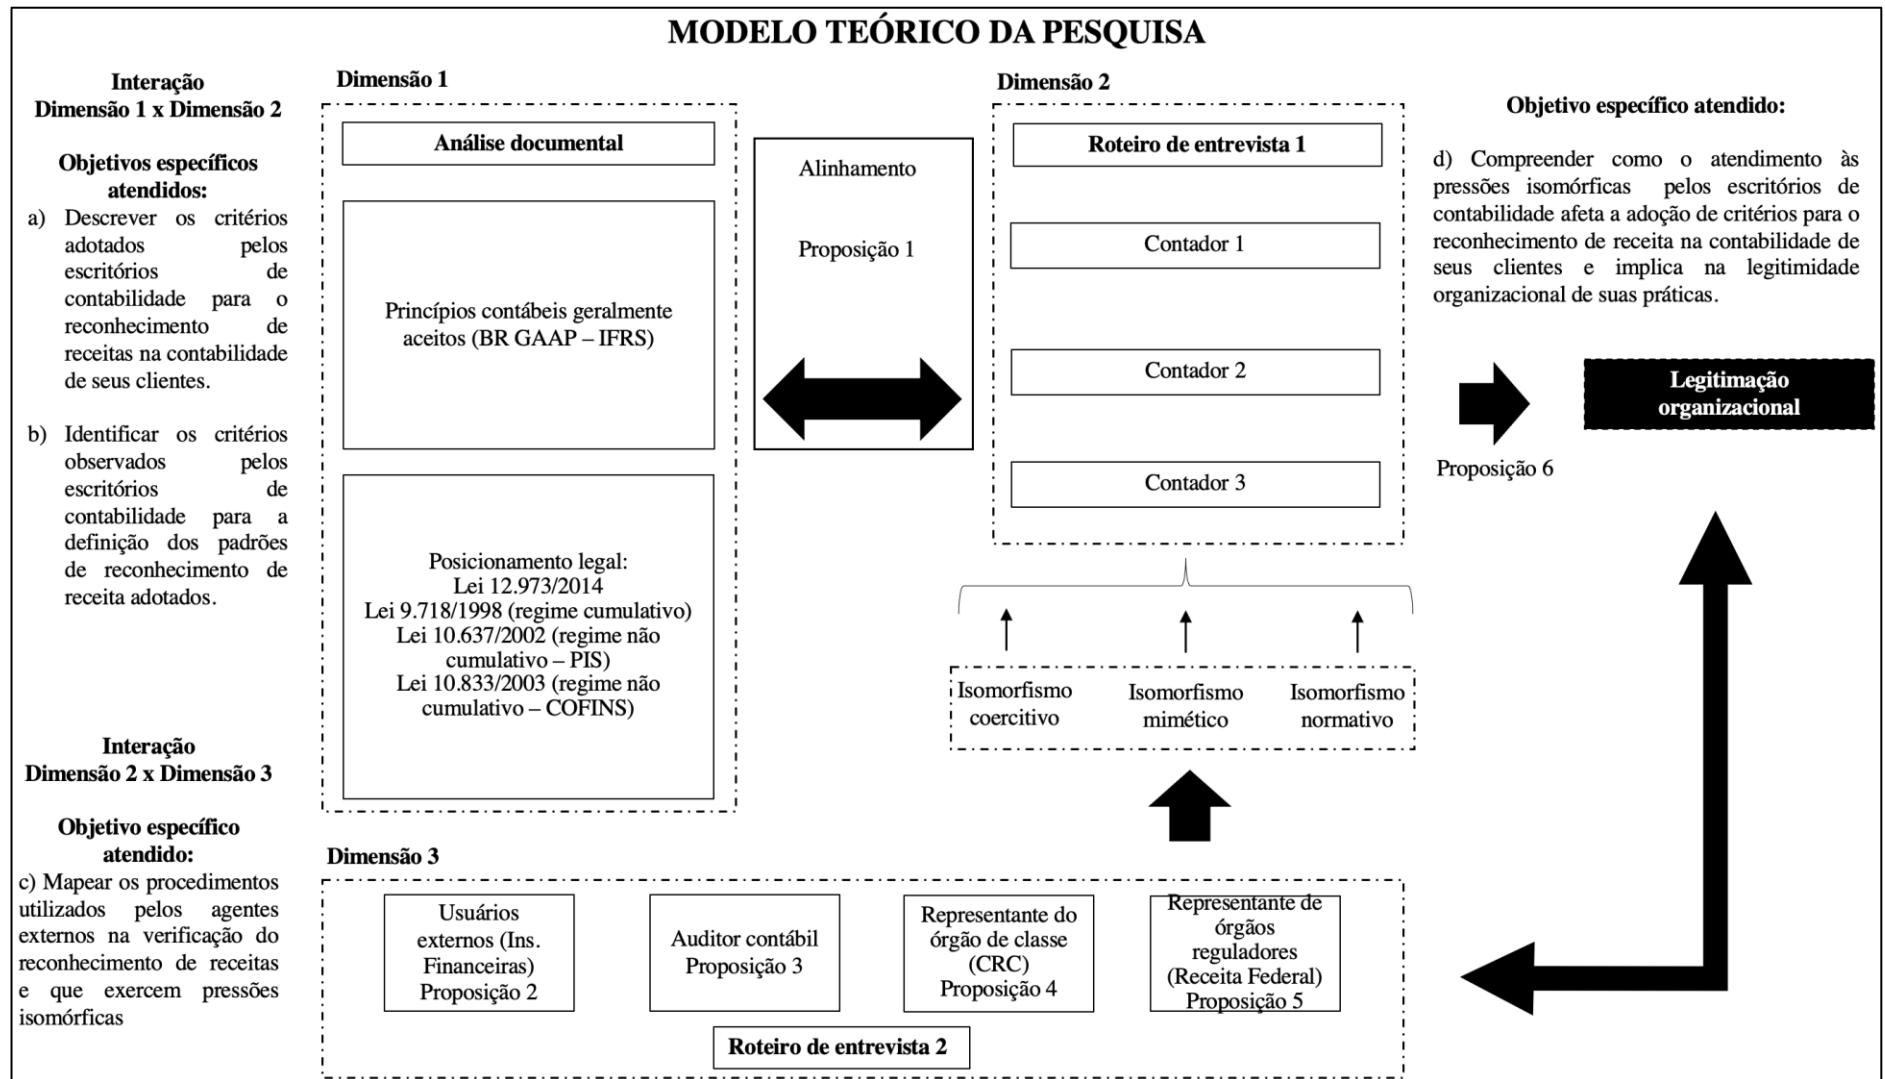 MODELO TEÓRICO DA PESQUISA
Interação
Dimensão 1 x Dimensão 2
Objetivos específicos
atendidos:
a) Descrever os critérios
adotados pelos
escritórios de
contabilidade para o
reconhecimento de
receitas na contabilidade
de seus clientes.
b) Identificar os critérios
observados pelos
escritórios de
contabilidade para a
definição dos padrões
de reconhecimento de
receita adotados.
Interação
Dimensão 2 x Dimensão 3
Objetivo específico
atendido:
c) Mapear os procedimentos
utilizados pelos agentes
externos na verificação do
reconhecimento de receitas
e que exercem pressões
isomórficas
Dimensão 1
Análise documental
Princípios contábeis geralmente
aceitos (BR GAAP – IFRS)
Posicionamento legal:
Lei 12.973/2014
Lei 9.718/1998 (regime cumulativo)
Lei 10.637/2002 (regime não
cumulativo – PIS)
Lei 10.833/2003 (regime não
cumulativo – COFINS)
Alinhamento
Proposição 1
Dimensão 2
Roteiro de entrevista 1
Contador 1
Contador 2
Contador 3
Isomorfismo
coercitivo
Isomorfismo
mimético
Isomorfismo
normativo
Objetivo específico atendido:
d) Compreender como o atendimento às
pressões isomórficas pelos escritórios de
contabilidade afeta a adoção de critérios para o
reconhecimento de receita na contabilidade de
seus clientes e implica na legitimidade
organizacional de suas práticas.
Legitimação
organizacional
Proposição 6
Dimensão 3
Usuários
externos (Ins.
Financeiras)
Proposição 2
Auditor contábil
Proposição 3
Representante do
órgão de classe
(CRC)
Proposição 4
Representante de
órgãos
reguladores
(Receita Federal)
Proposição 5
Roteiro de entrevista 2